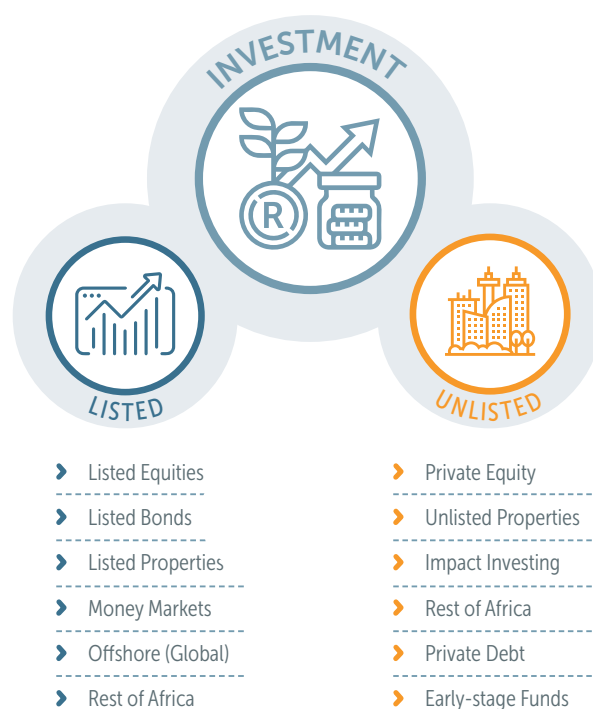 INVESTMENT
R
LISTED
UNLISTED
Listed Equities
Listed Bonds
Listed Properties
Money Markets
Offshore (Global)
Rest of Africa
Private Equity
Unlisted Properties
Impact Investing
Rest of Africa
Private Debt
Early-stage Funds